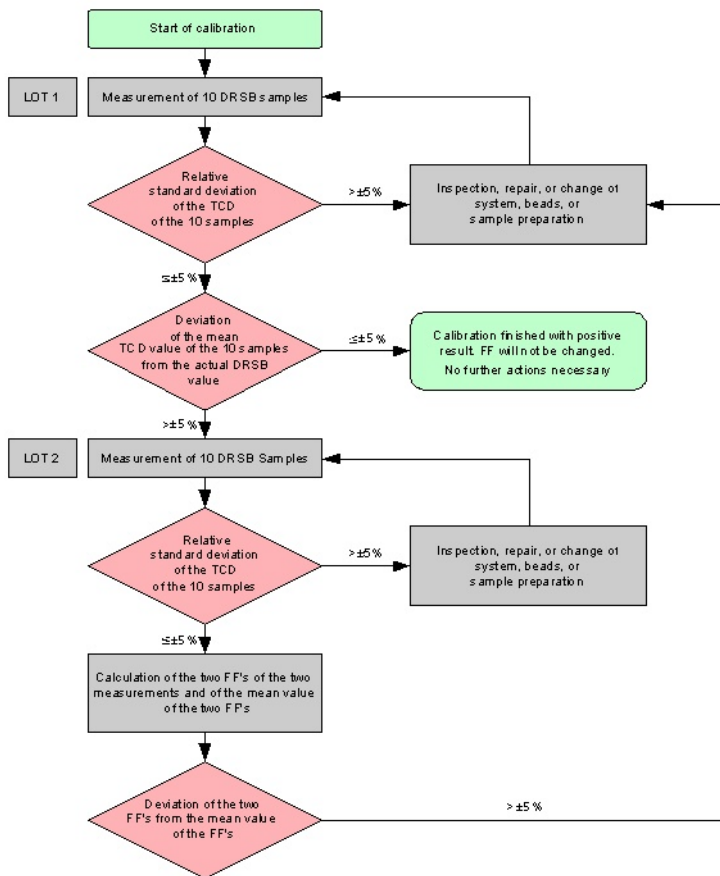 Start of calibration
LOT 1
Measurement of 10 DRSB samples
Relative
standard deviation
of the TCD
of the 10 samples
>±5%
Inspection, repair, or change of
system, beads, or
sample preparation
≤±5%
Deviation
of the mean
TCD value of the 10 samples
from the actual DRSB
value
≤±5%
Calibration finished with positive
result. FF will not be changed.
No further actions necessary
>±5%
LOT 2
Measurement of 10 DRSB Samples
Relative
standard deviation
of the TCD
of the 10 samples
>±5%
Inspection, repair, or change of
system, beads, or
sample preparation
≤±5%
Calculation of the two FF's of the two
measurements and of the mean value
of the two FF's
Deviation of the two
FF's from the mean value
of the FF's
>±5%